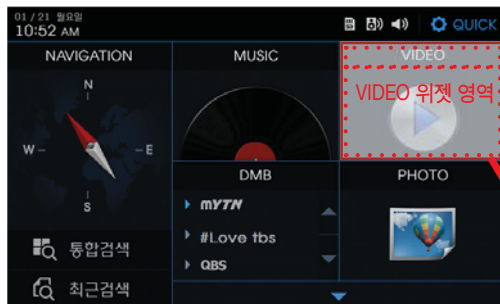 01 / 21 월요일
10:52 AM
QUICK
NAVIGATION
MUSIC
VIDEO
VIDEO 위젯 영역
N
W
E
S
DMB
PHOTO
mYTN
#Love tbs
QBS
통합검색
최근검색